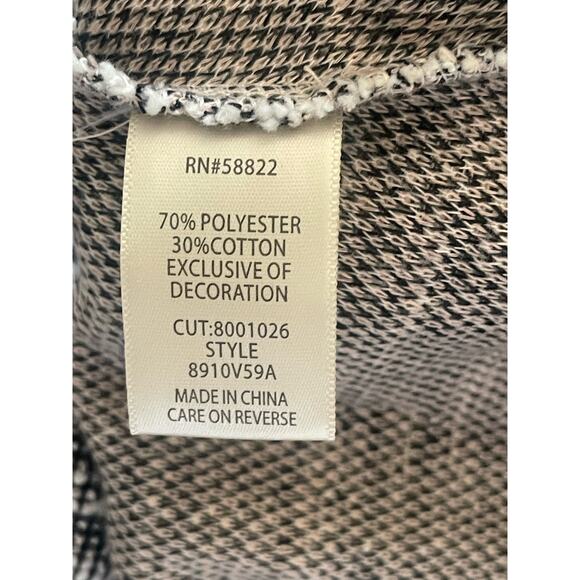 RN#58822
70% POLYESTER
30%COTTON
EXCLUSIVE OF
DECORATION
CUT:8001026
STYLE
8910V59A
MADE IN CHINA
CARE ON REVERSE